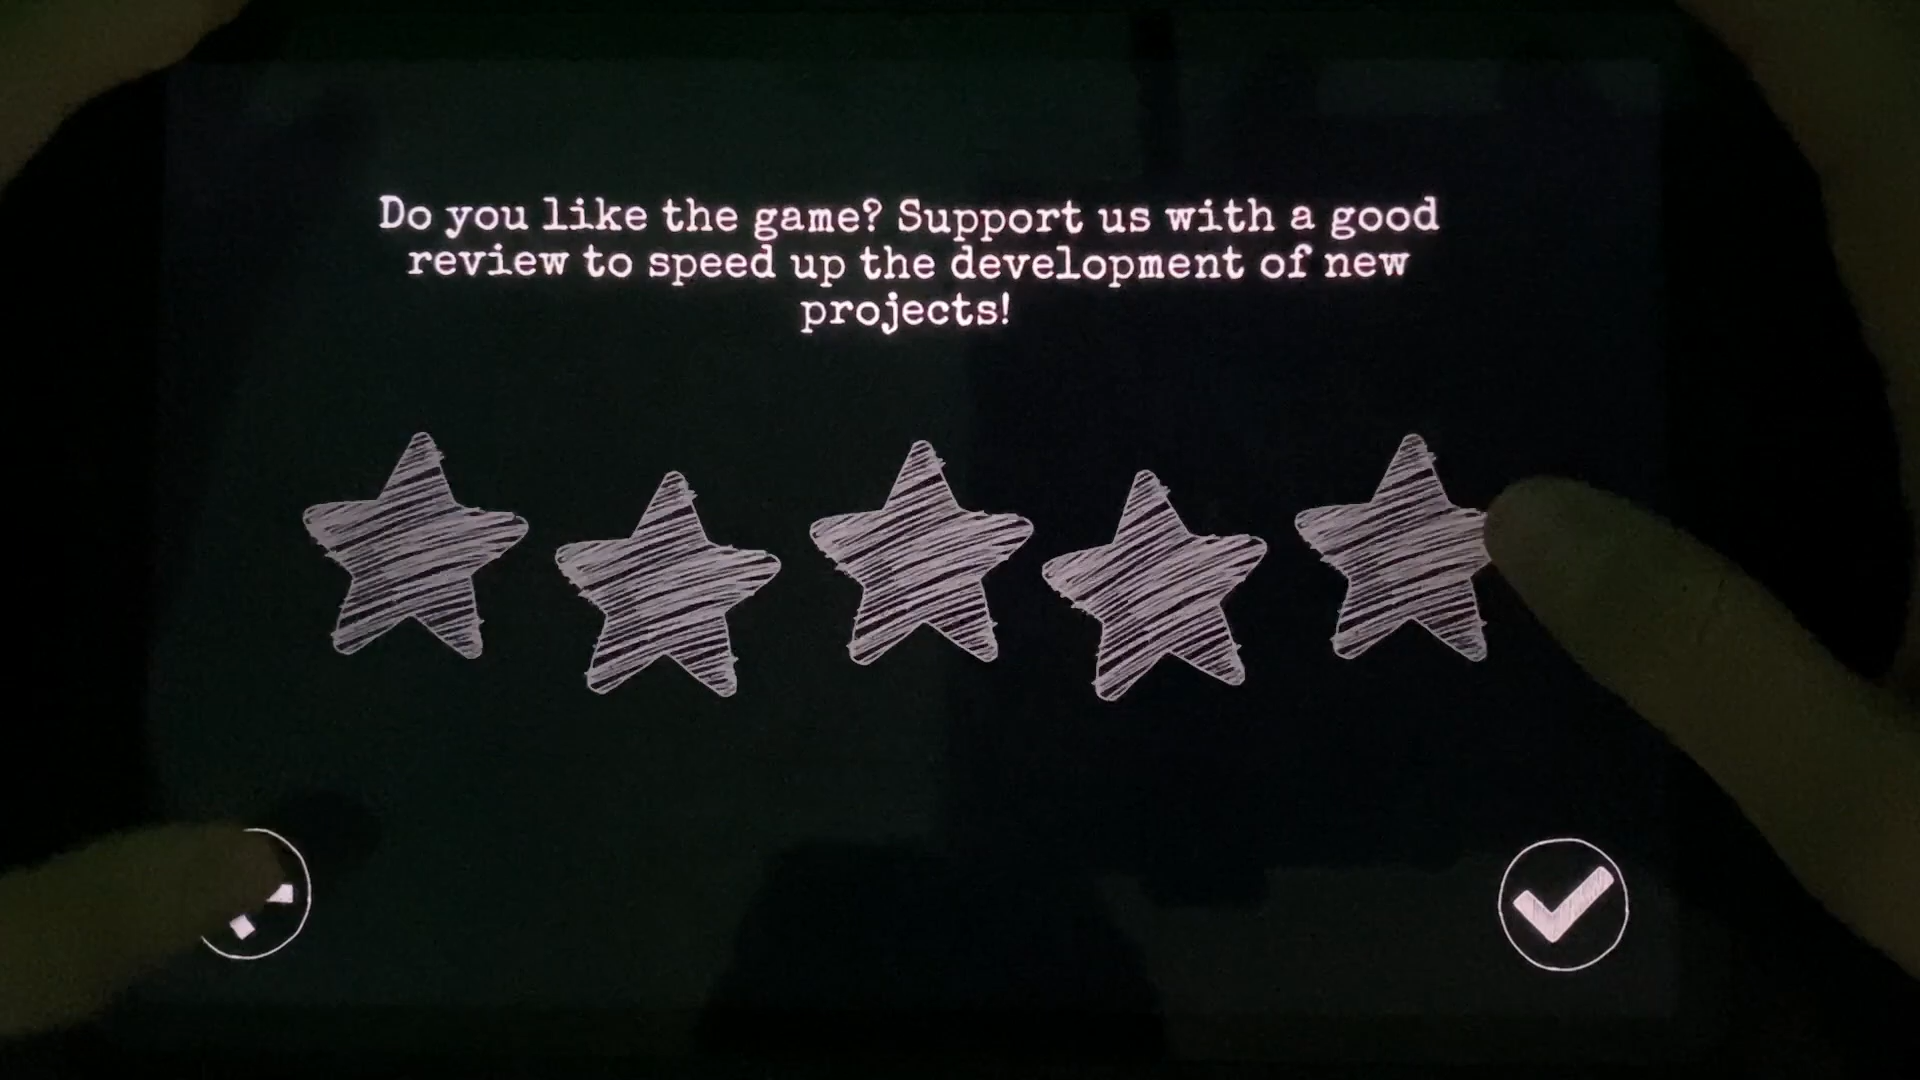 Do you like the game? Support us with a good
review to speed up the development of new
projects!